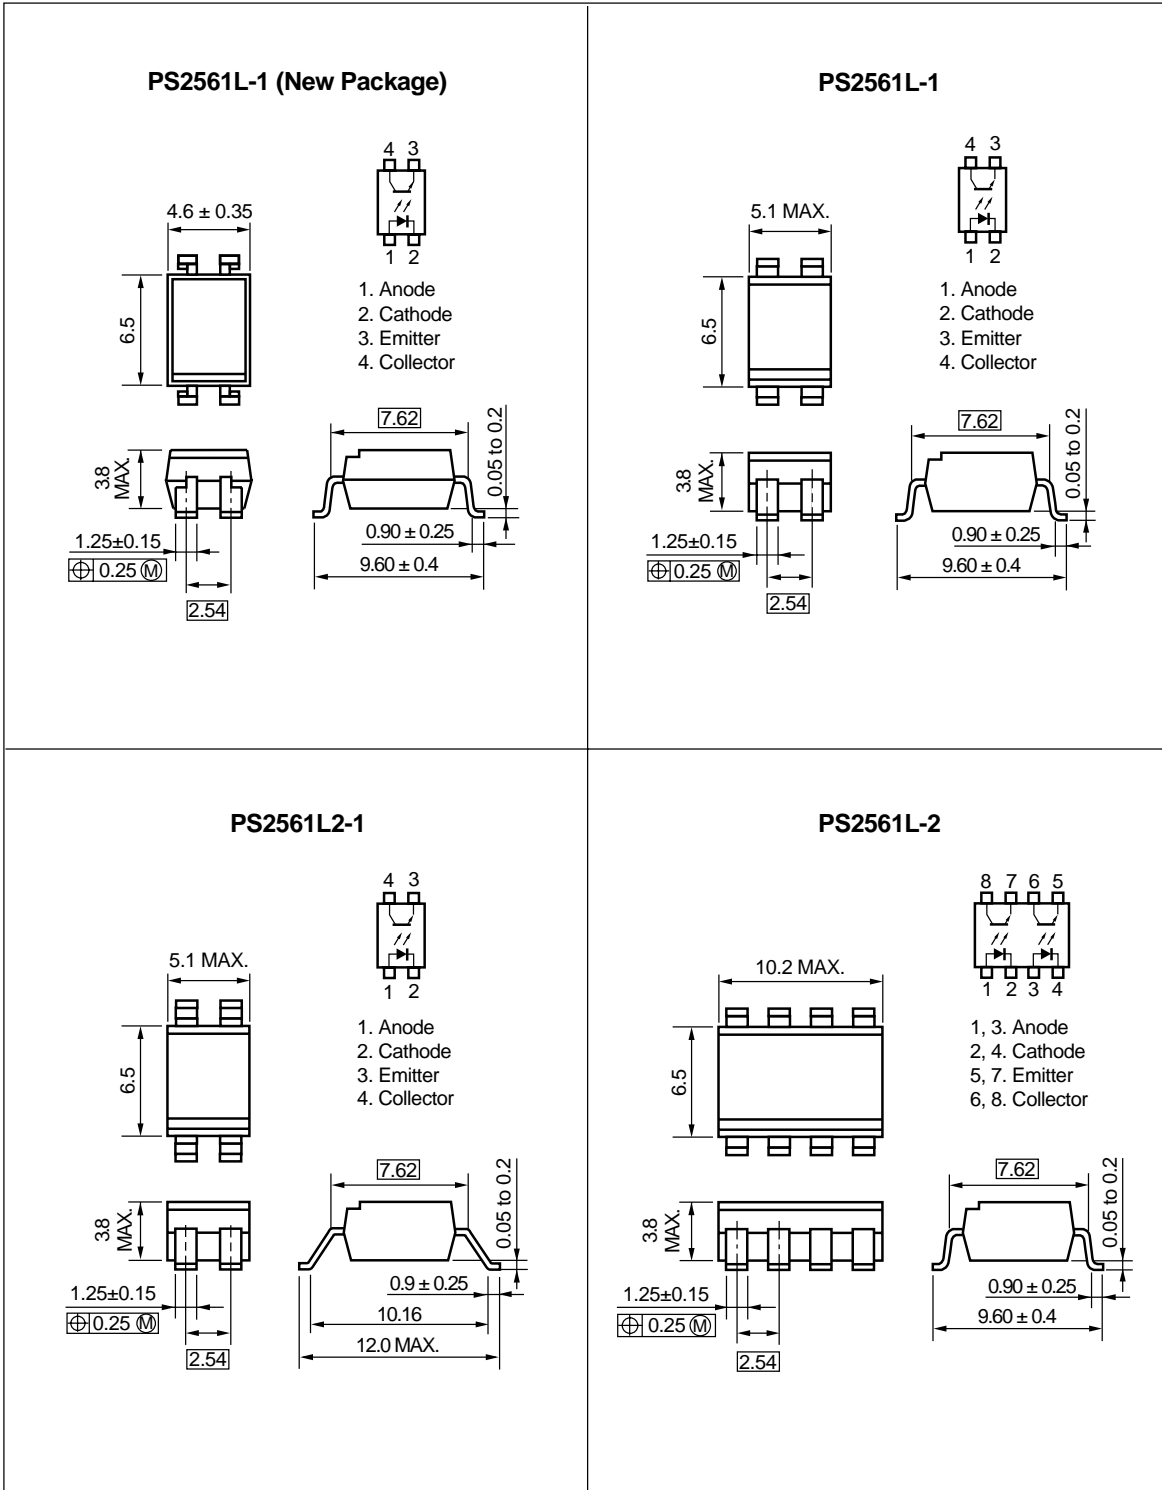 PS2561L-1 (New Package)
4 3
4.6 ± 0.35
1 2
1. Anode
2. Cathode
3. Emitter
4. Collector
6.5
7.62
3.8
MAX.
0.05 to 0.2
1.25±0.15
0.90 ± 0.25
⌖ 0.25 Ⓜ
9.60 ± 0.4
2.54
PS2561L-1
4 3
5.1 MAX.
1 2
1. Anode
2. Cathode
3. Emitter
4. Collector
6.5
7.62
3.8
MAX.
0.05 to 0.2
1.25±0.15
0.90 ± 0.25
⌖ 0.25 Ⓜ
9.60 ± 0.4
2.54
PS2561L2-1
4 3
5.1 MAX.
1 2
1. Anode
2. Cathode
3. Emitter
4. Collector
6.5
7.62
3.8
MAX.
0.05 to 0.2
1.25±0.15
0.9 ± 0.25
⌖ 0.25 Ⓜ
10.16
12.0 MAX.
2.54
PS2561L-2
8 7 6 5
10.2 MAX.
1 2 3 4
1, 3. Anode
2, 4. Cathode
5, 7. Emitter
6, 8. Collector
6.5
7.62
3.8
MAX.
0.05 to 0.2
1.25±0.15
0.90 ± 0.25
⌖ 0.25 Ⓜ
9.60 ± 0.4
2.54